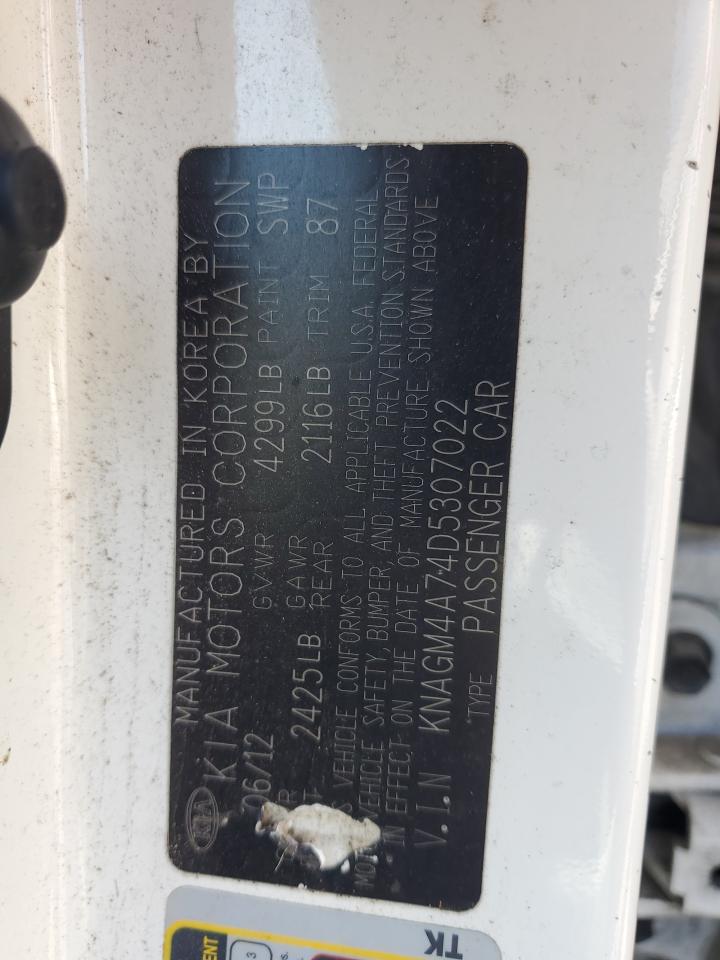 KIA MANUFACTURED IN KOREA BY
KIA MOTORS CORPORATION
06/12 GVWR 4299LB PAINT SWP
2425LB GAWR REAR 2116LB TRIM 87
VEHICLE CONFORMS TO ALL APPLICABLE U.S.A. FEDERAL
VEHICLE SAFETY, BUMPER, AND THEFT PREVENTION STANDARDS
IN EFFECT ON THE DATE OF MANUFACTURE SHOWN ABOVE
V.I.N KNAGM4A74D5307022
TYPE PASSENGER CAR
TK
3